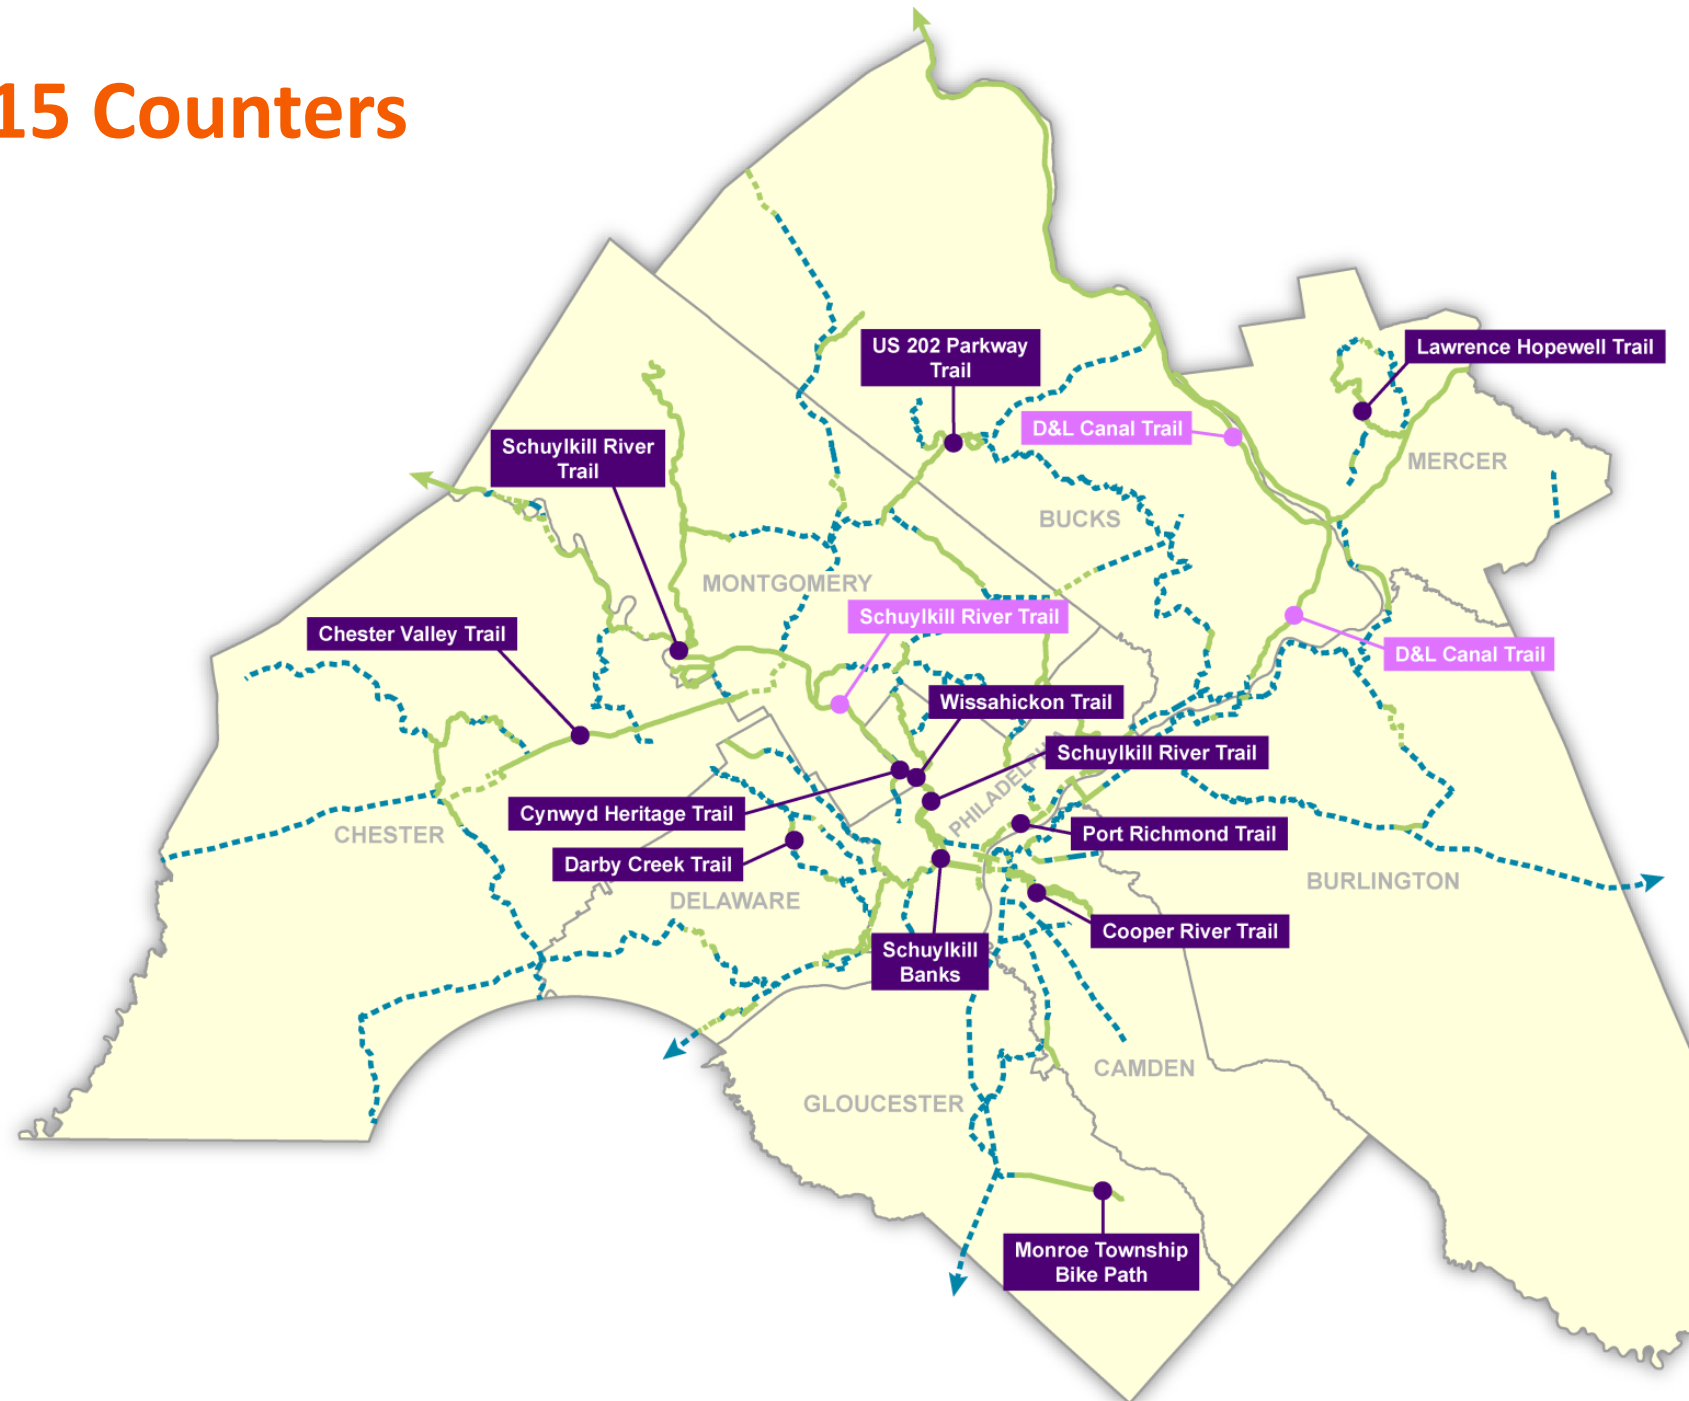 15 Counters
US 202 Parkway
Trail
Lawrence Hopewell Trail
D&L Canal Trail
Schuylkill River
Trail
MERCER
BUCKS
MONTGOMERY
Schuylkill River Trail
Chester Valley Trail
D&L Canal Trail
Wissahickon Trail
Schuylkill River Trail
PHILADELPHIA
Cynwyd Heritage Trail
CHESTER
Port Richmond Trail
Darby Creek Trail
BURLINGTON
DELAWARE
Cooper River Trail
Schuylkill
Banks
CAMDEN
GLOUCESTER
Monroe Township
Bike Path